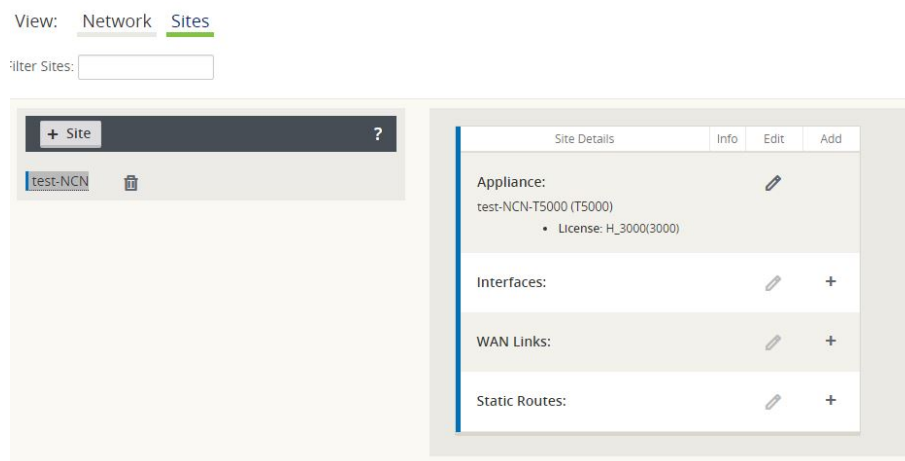 View: Network Sites
Filter Sites:
+ Site ?
test-NCN
Site Details Info Edit Add
Appliance:
test-NCN-T5000 (T5000)
• License: H_3000(3000)
Interfaces: +
WAN Links: +
Static Routes: +